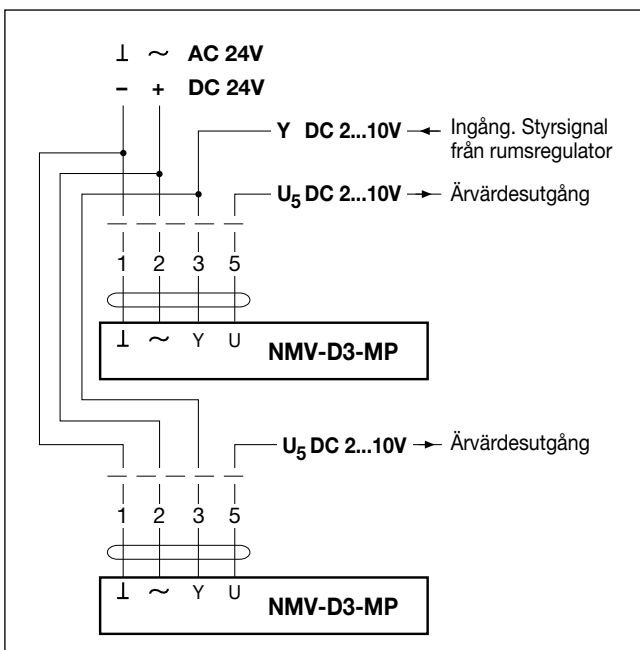 ⊥ ~ AC 24V
– + DC 24V
Y DC 2...10V Ingång. Styrsignal
från rumsregulator
U5 DC 2...10V Ärvärdesutgång
1 2 3 5
⊥ ~ Y U
NMV-D3-MP
U5 DC 2...10V Ärvärdesutgång
1 2 3 5
⊥ ~ Y U
NMV-D3-MP